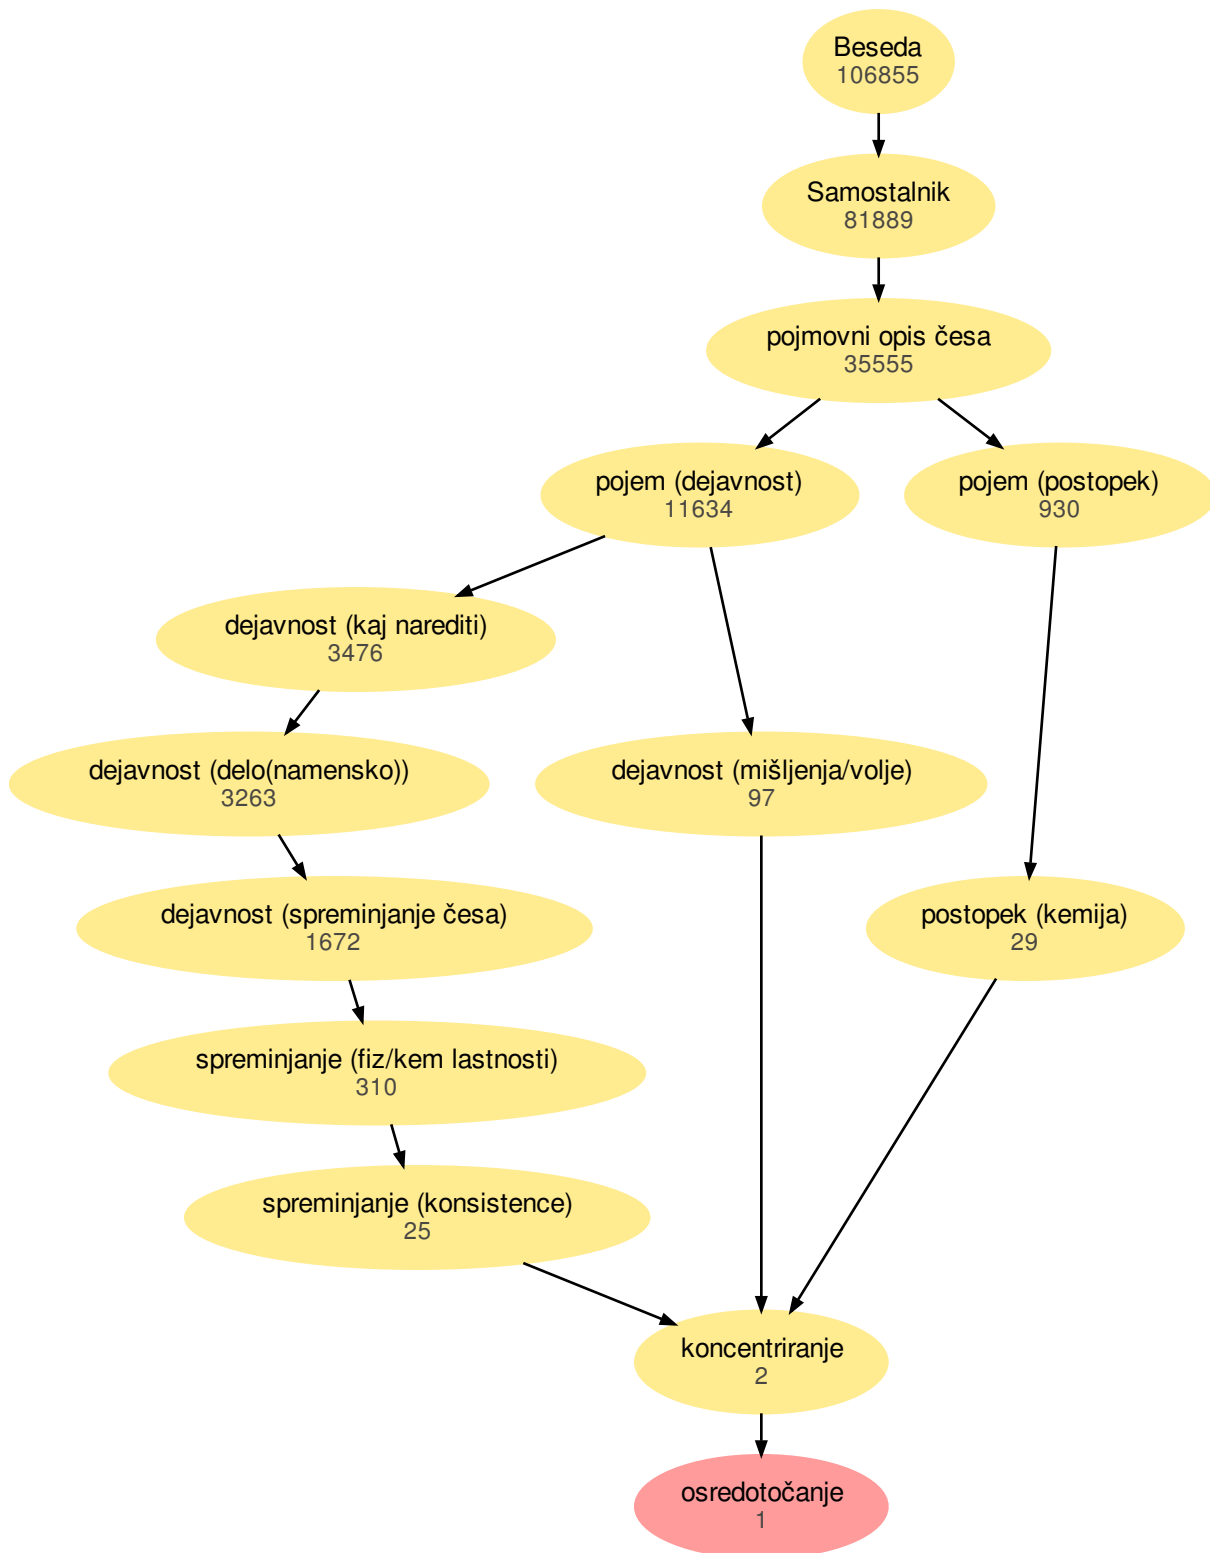 Beseda
106855
Samostalnik
81889
pojmovni opis česa
35555
pojem (dejavnost)
11634
pojem (postopek)
930
dejavnost (kaj narediti)
3476
dejavnost (delo(namensko))
3263
dejavnost (mišljenja/volje)
97
dejavnost (spreminjanje česa)
1672
postopek (kemija)
29
spreminjanje (fiz/kem lastnosti)
310
spreminjanje (konsistence)
25
koncentriranje
2
osredotočanje
1